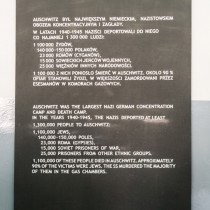 AUSCHWITZ BYŁ NAJWIĘKSZYM NIEMIECKIM, NAZISTOWSKIM
OBOZEM KONCENTRACYJNYM I ZAGŁADY.
W LATACH 1940-1945 NAZIŚCI DEPORTOWALI DO NIEGO
CO NAJMNIEJ 1 300 000 LUDZI:
1 100 000 ŻYDÓW,
140 000-150 000 POLAKÓW,
23 000 ROMÓW (CYGANÓW),
15 000 SOWIECKICH JEŃCÓW WOJENNYCH,
25 000 WIĘŹNIÓW INNYCH NARODOWOŚCI.
1 100 000 Z NICH PONIOSŁO ŚMIERĆ W AUSCHWITZ. OKOŁO 90 %
OFIAR STANOWILI ŻYDZI, W WIĘKSZOŚCI ZAMORDOWANI PRZEZ
ESESMANÓW W KOMORACH GAZOWYCH.
AUSCHWITZ WAS THE LARGEST NAZI GERMAN CONCENTRATION
CAMP AND DEATH CAMP.
IN THE YEARS 1940-1945, THE NAZIS DEPORTED AT LEAST
1,300,000 PEOPLE TO AUSCHWITZ:
1,100,000 JEWS,
140,000-150,000 POLES,
23,000 ROMA (GYPSIES),
15,000 SOVIET PRISONERS OF WAR,
25,000 PRISONERS FROM OTHER ETHNIC GROUPS.
1,100,000 OF THESE PEOPLE DIED IN AUSCHWITZ. APPROXIMATELY
90% OF THE VICTIMS WERE JEWS. THE SS MURDERED THE MAJORITY
OF THEM IN THE GAS CHAMBERS.